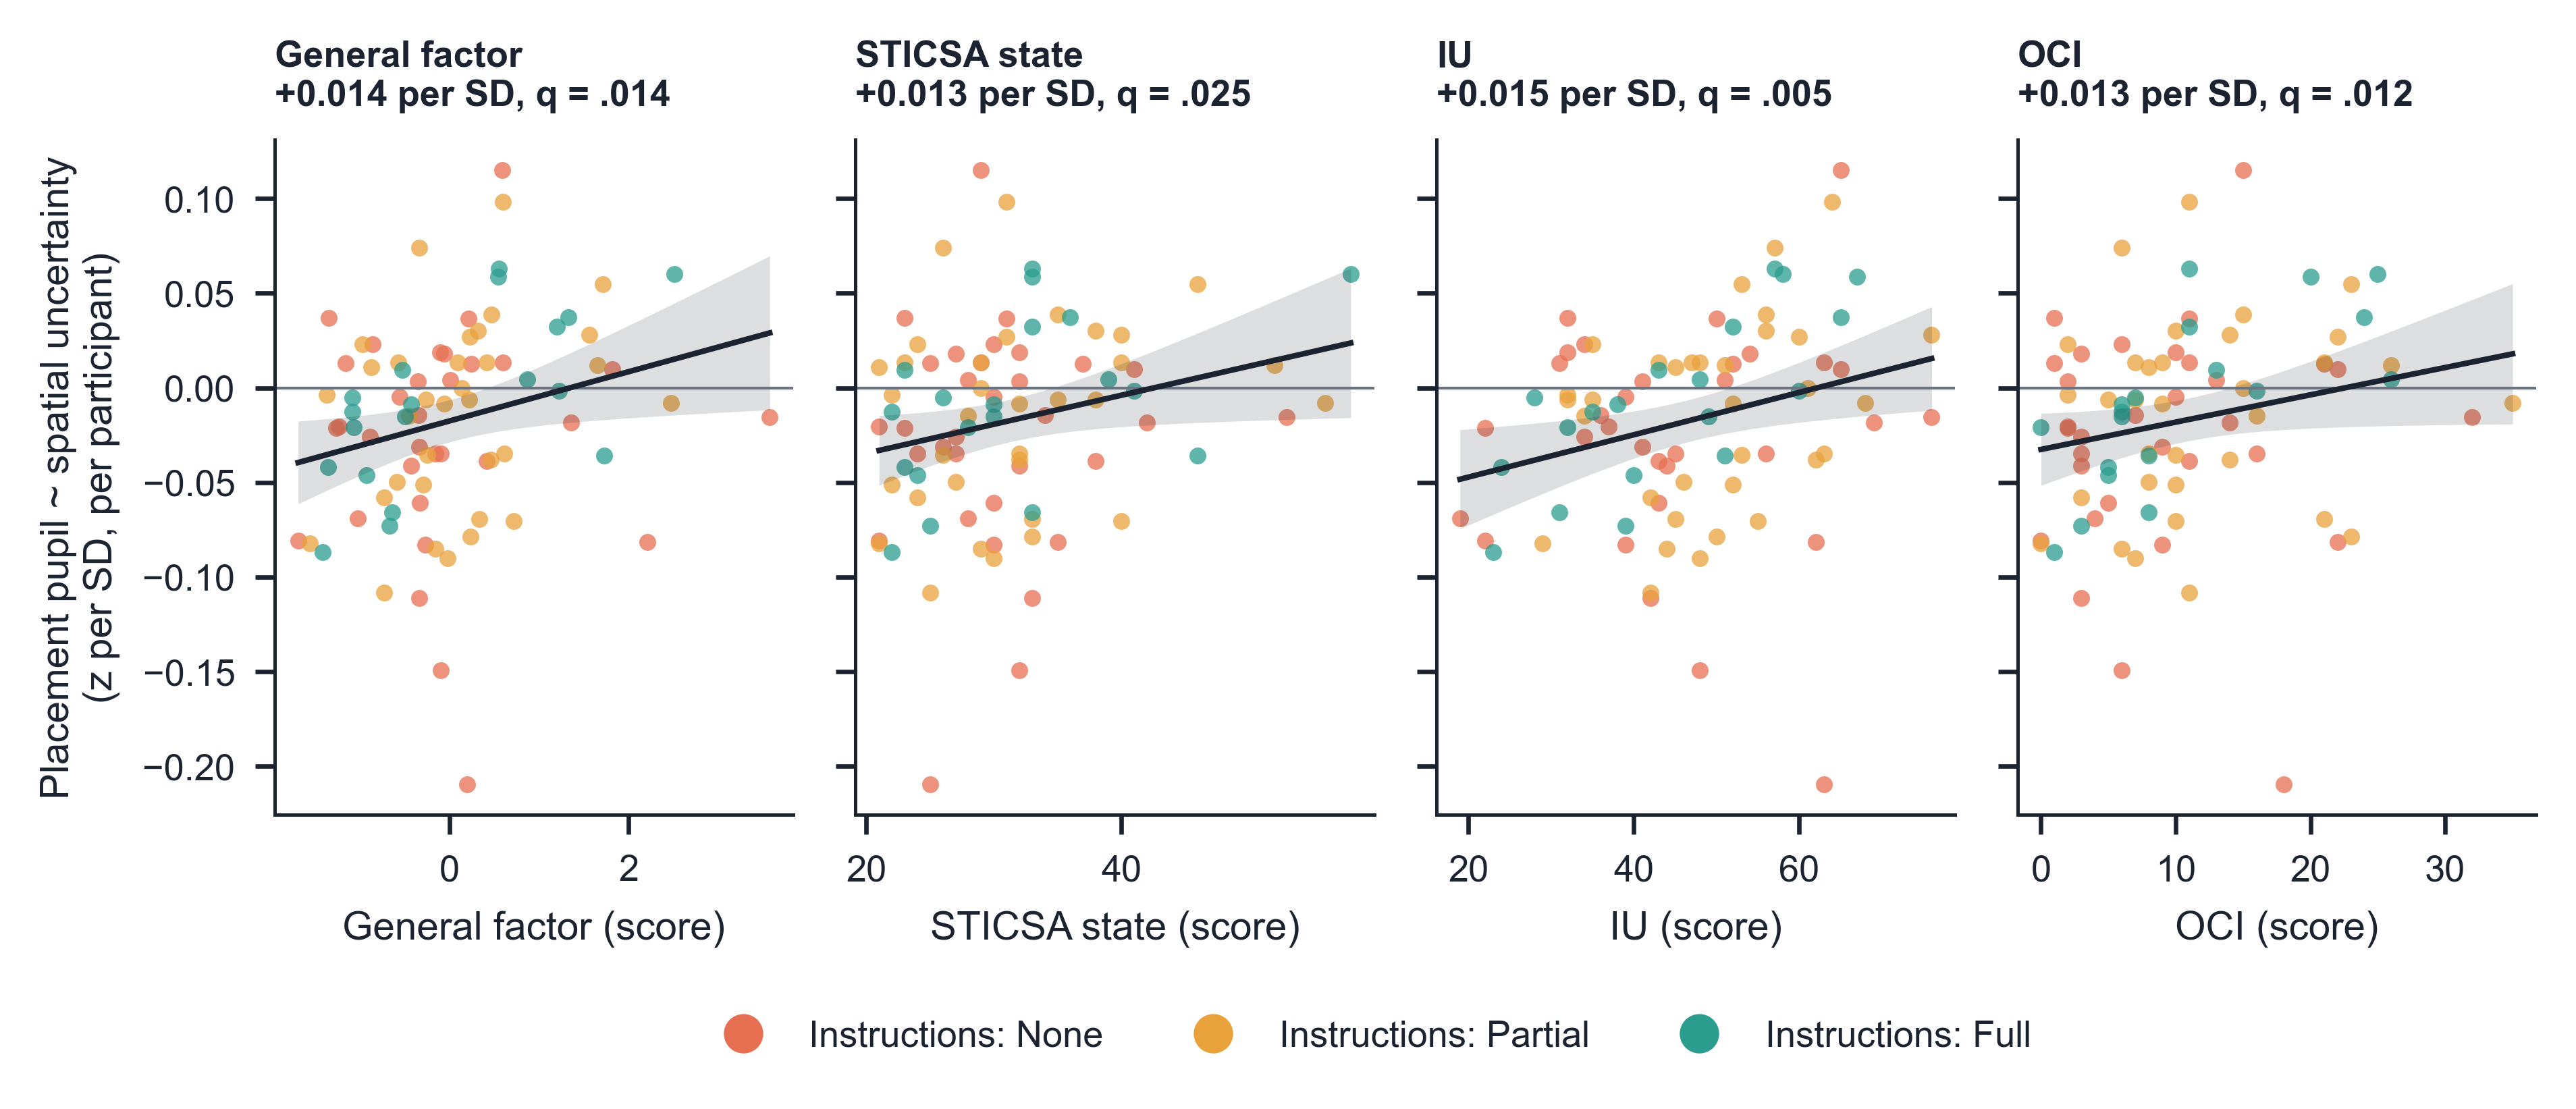 General factor
+0.014 per SD, q = .014
STICSA state
+0.013 per SD, q = .025
IU
+0.015 per SD, q = .005
OCI
+0.013 per SD, q = .012
Placement pupil ~ spatial uncertainty
(z per SD, per participant)
0.10
0.05
0.00
−0.05
−0.10
−0.15
−0.20
0 2
20 40
20 40 60
0 10 20 30
General factor (score)
STICSA state (score)
IU (score)
OCI (score)
Instructions: None
Instructions: Partial
Instructions: Full